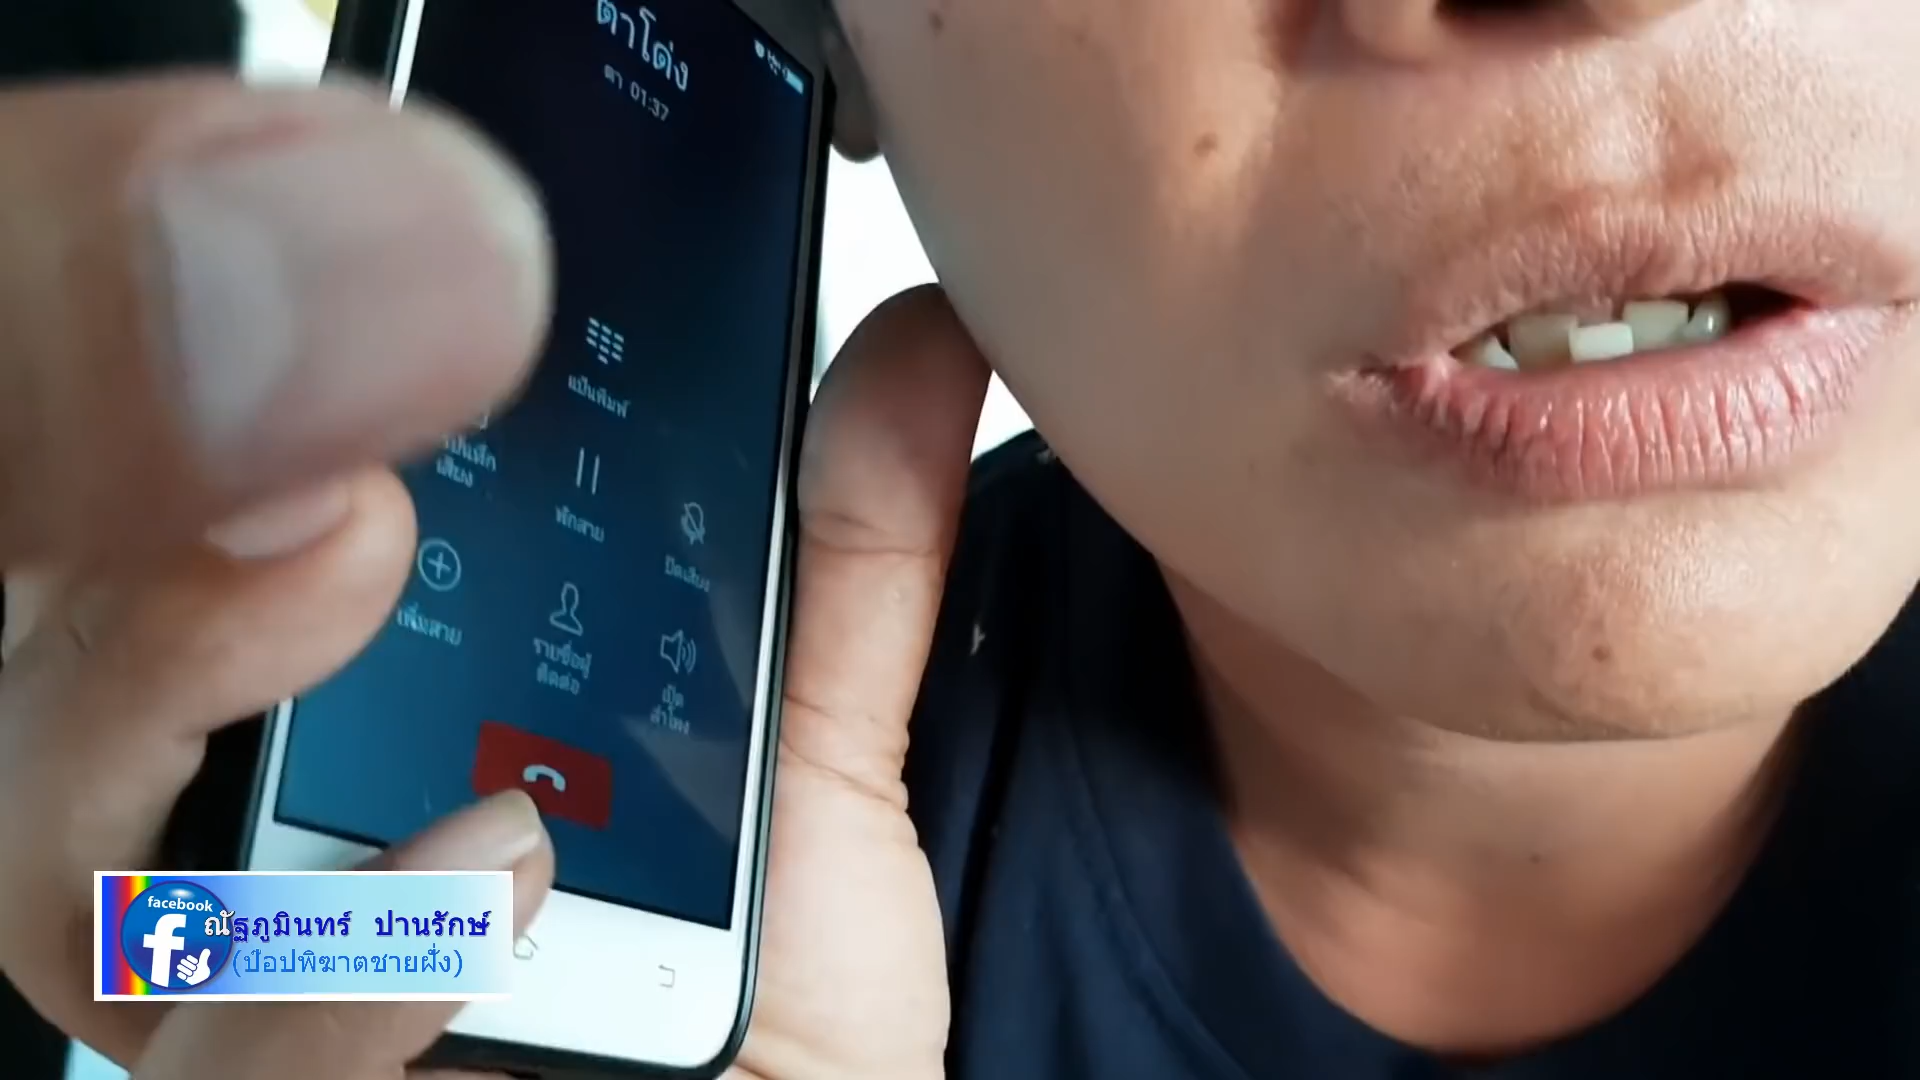 ตาโด่ง
ตา 01:37
แป้นพิมพ์
เสียง
พักสาย
ปิดเสียง
เพิ่มสาย
รายชื่อผู้
ติดต่อ
เปิด
ลำโพง
facebook
ณัฐภูมินทร์ ปานรักษ์
(ป๋อปพิฆาตชายฝั่ง)